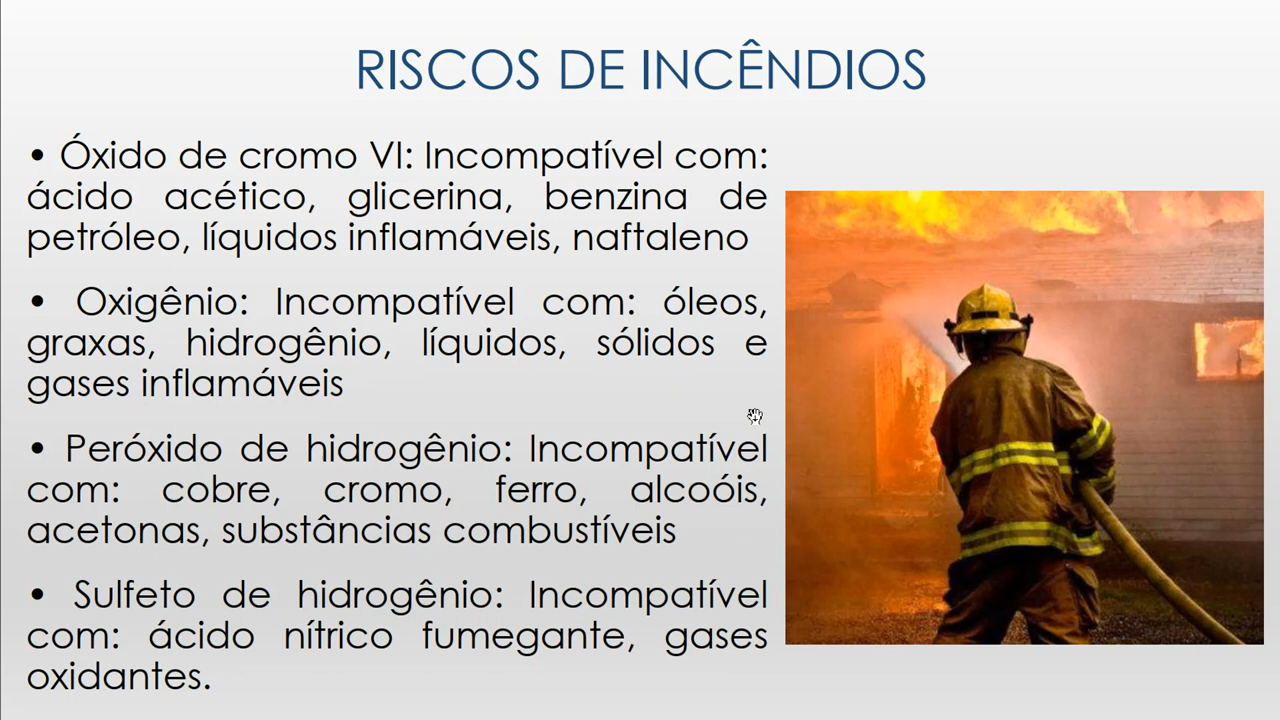 RISCOS DE INCÊNDIOS
• Óxido de cromo VI: Incompatível com:
ácido acético, glicerina, benzina de
petróleo, líquidos inflamáveis, naftaleno
• Oxigênio: Incompatível com: óleos,
graxas, hidrogênio, líquidos, sólidos e
gases inflamáveis
• Peróxido de hidrogênio: Incompatível
com: cobre, cromo, ferro, alcoóis,
acetonas, substâncias combustíveis
• Sulfeto de hidrogênio: Incompatível
com: ácido nítrico fumegante, gases
oxidantes.